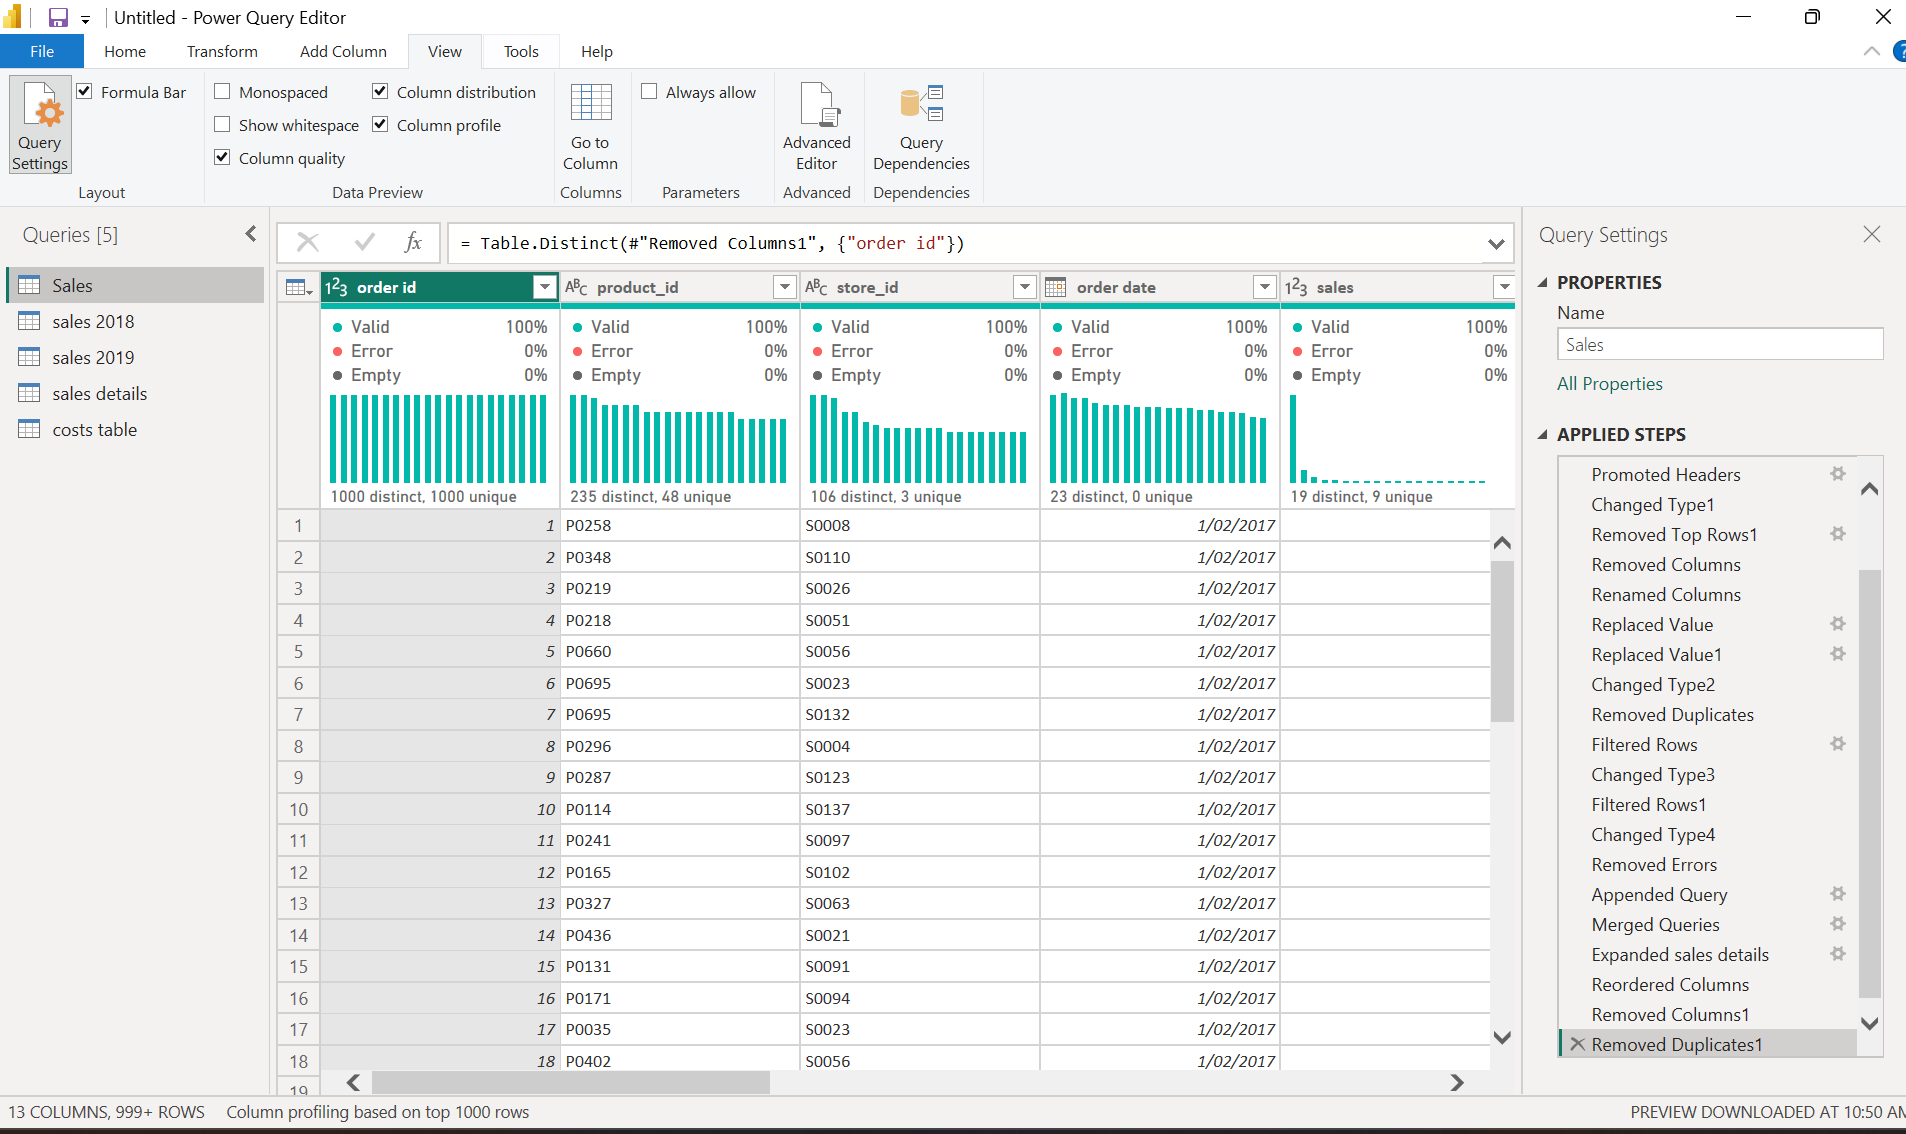 Untitled - Power Query Editor
File Home Transform Add Column View Tools Help
Query Settings
Formula Bar
Layout
Monospaced
Show whitespace
Column quality
Column distribution
Column profile
Data Preview
Go to Column
Columns
Always allow
Parameters
Advanced Editor
Advanced
Query Dependencies
Dependencies
Queries [5]
Sales
sales 2018
sales 2019
sales details
costs table
fx = Table.Distinct(#"Removed Columns1", {"order id"})
123 order id ABC product_id ABC store_id order date 123 sales
Valid 100% Valid 100% Valid 100% Valid 100% Valid 100%
Error 0% Error 0% Error 0% Error 0% Error 0%
Empty 0% Empty 0% Empty 0% Empty 0% Empty 0%
1000 distinct, 1000 unique 235 distinct, 48 unique 106 distinct, 3 unique 23 distinct, 0 unique 19 distinct, 9 unique
1 1 P0258 S0008 1/02/2017
2 2 P0348 S0110 1/02/2017
3 3 P0219 S0026 1/02/2017
4 4 P0218 S0051 1/02/2017
5 5 P0660 S0056 1/02/2017
6 6 P0695 S0023 1/02/2017
7 7 P0695 S0132 1/02/2017
8 8 P0296 S0004 1/02/2017
9 9 P0287 S0123 1/02/2017
10 10 P0114 S0137 1/02/2017
11 11 P0241 S0097 1/02/2017
12 12 P0165 S0102 1/02/2017
13 13 P0327 S0063 1/02/2017
14 14 P0436 S0021 1/02/2017
15 15 P0131 S0091 1/02/2017
16 16 P0171 S0094 1/02/2017
17 17 P0035 S0023 1/02/2017
18 18 P0402 S0056 1/02/2017
19
Query Settings
PROPERTIES
Name
Sales
All Properties
APPLIED STEPS
Promoted Headers
Changed Type1
Removed Top Rows1
Removed Columns
Renamed Columns
Replaced Value
Replaced Value1
Changed Type2
Removed Duplicates
Filtered Rows
Changed Type3
Filtered Rows1
Changed Type4
Removed Errors
Appended Query
Merged Queries
Expanded sales details
Reordered Columns
Removed Columns1
Removed Duplicates1
13 COLUMNS, 999+ ROWS Column profiling based on top 1000 rows PREVIEW DOWNLOADED AT 10:50 AM